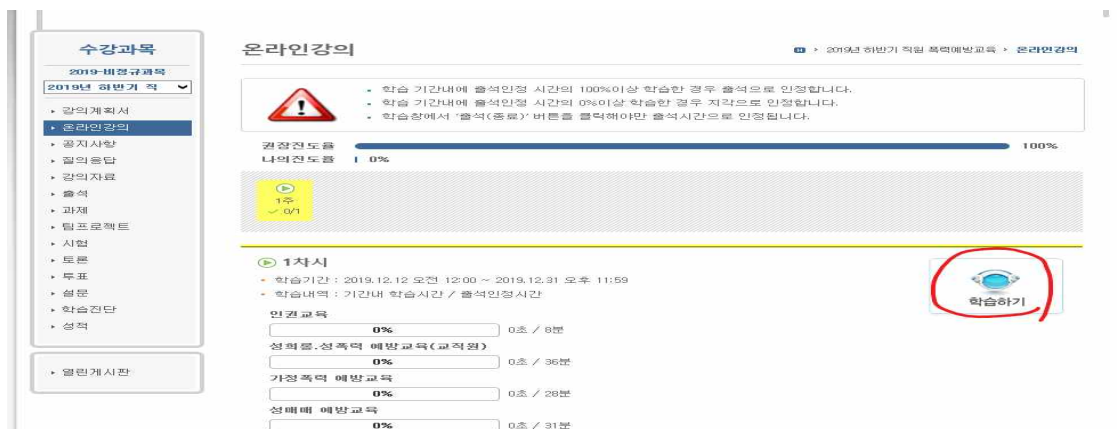 수강과목
2019-비정규과목
2019년 하반기 직
강의계획서
온라인강의
공지사항
질의응답
강의자료
출석
과제
팀프로젝트
시험
토론
투표
설문
학습진단
성적
열린게시판
온라인강의
2019년 하반기 직원 폭력예방교육 > 온라인강의
학습 기간내에 출석인정 시간의 100%이상 학습한 경우 출석으로 인정합니다.
학습 기간내에 출석인정 시간의 0%이상 학습한 경우 지각으로 인정합니다.
학습창에서 '출석(종료)' 버튼을 클릭해야만 출석시간으로 인정됩니다.
권장진도율 100%
나의진도율 0%
1주
0/1
1차시
학습기간 : 2019.12.12 오전 12:00 ~ 2019.12.31 오후 11:59
학습내역 : 기간내 학습시간 / 출석인정시간
학습하기
인권교육
0% 0초 / 8분
성희롱.성폭력 예방교육(교직원)
0% 0초 / 36분
가정폭력 예방교육
0% 0초 / 28분
성매매 예방교육
0% 0초 / 31분